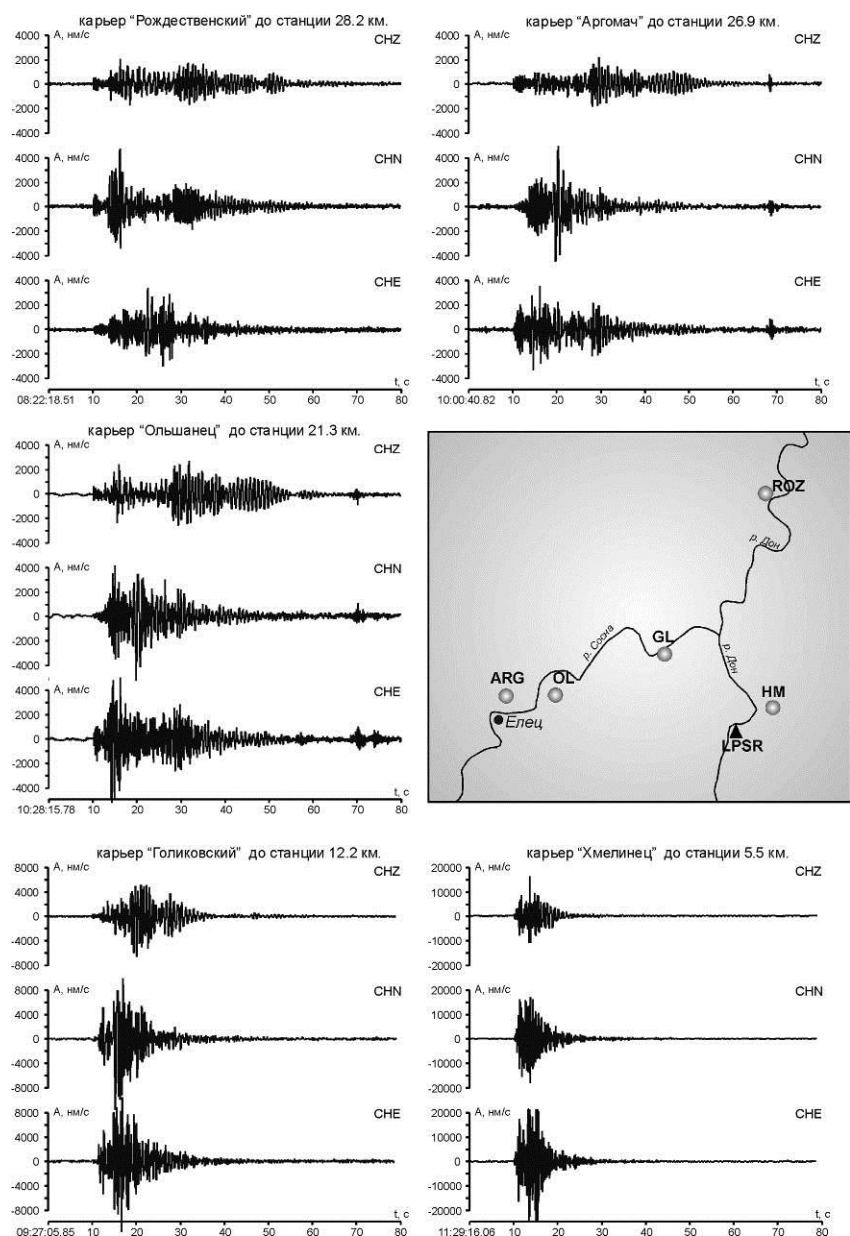 карьер "Рождественский" до станции 28.2 км.
А, нм/с
CHZ
4000
2000
0
-2000
-4000
А, нм/с
CHN
4000
2000
0
-2000
-4000
А, нм/с
CHE
4000
2000
0
-2000
-4000
t, с
08:22:18.51 10 20 30 40 50 60 70 80
карьер "Аргомач" до станции 26.9 км.
А, нм/с
CHZ
4000
2000
0
-2000
-4000
А, нм/с
CHN
4000
2000
0
-2000
-4000
А, нм/с
CHE
4000
2000
0
-2000
-4000
t, с
10:00:40.82 10 20 30 40 50 60 70 80
карьер "Ольшанец" до станции 21.3 км.
А, нм/с
CHZ
4000
2000
0
-2000
-4000
А, нм/с
CHN
4000
2000
0
-2000
-4000
А, нм/с
CHE
4000
2000
0
-2000
-4000
t, с
10:28:15.78 10 20 30 40 50 60 70 80
ROZ
р. Дон
р. Сосна
GL
р. Дон
ARG
OL
HM
Елец
LPSR
карьер "Голиковский" до станции 12.2 км.
А, нм/с
CHZ
8000
4000
0
-4000
-8000
А, нм/с
CHN
8000
4000
0
-4000
-8000
А, нм/с
CHE
8000
4000
0
-4000
-8000
t, с
09:27:05.85 10 20 30 40 50 60 70 80
карьер "Хмелинец" до станции 5.5 км.
А, нм/с
CHZ
20000
10000
0
-10000
-20000
А, нм/с
CHN
20000
10000
0
-10000
-20000
А, нм/с
CHE
20000
10000
0
-10000
-20000
t, с
11:29:16.06 10 20 30 40 50 60 70 80